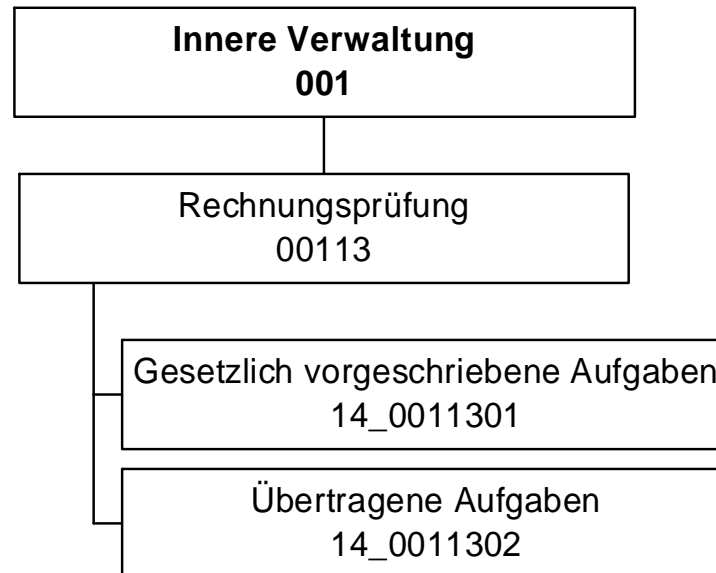 Innere Verwaltung
001
Rechnungsprüfung
00113
Gesetzlich vorgeschriebene Aufgaben
14_0011301
Übertragene Aufgaben
14_0011302